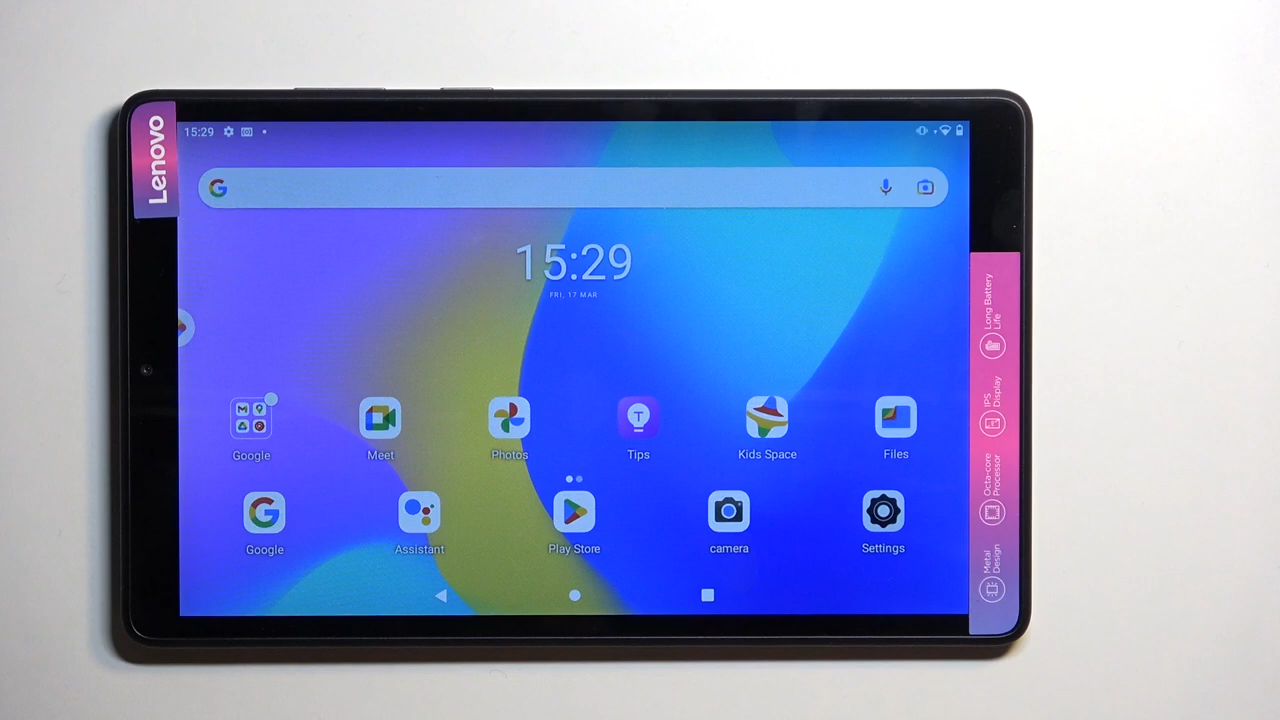 Lenovo
15:29
15:29
FRI, 17 MAR
Google
Meet
Photos
T
Tips
Kids Space
Files
Google
Assistant
Play Store
camera
Settings
Long Battery
Life
IPS
Display
Octa-core
Processor
Metal
Design